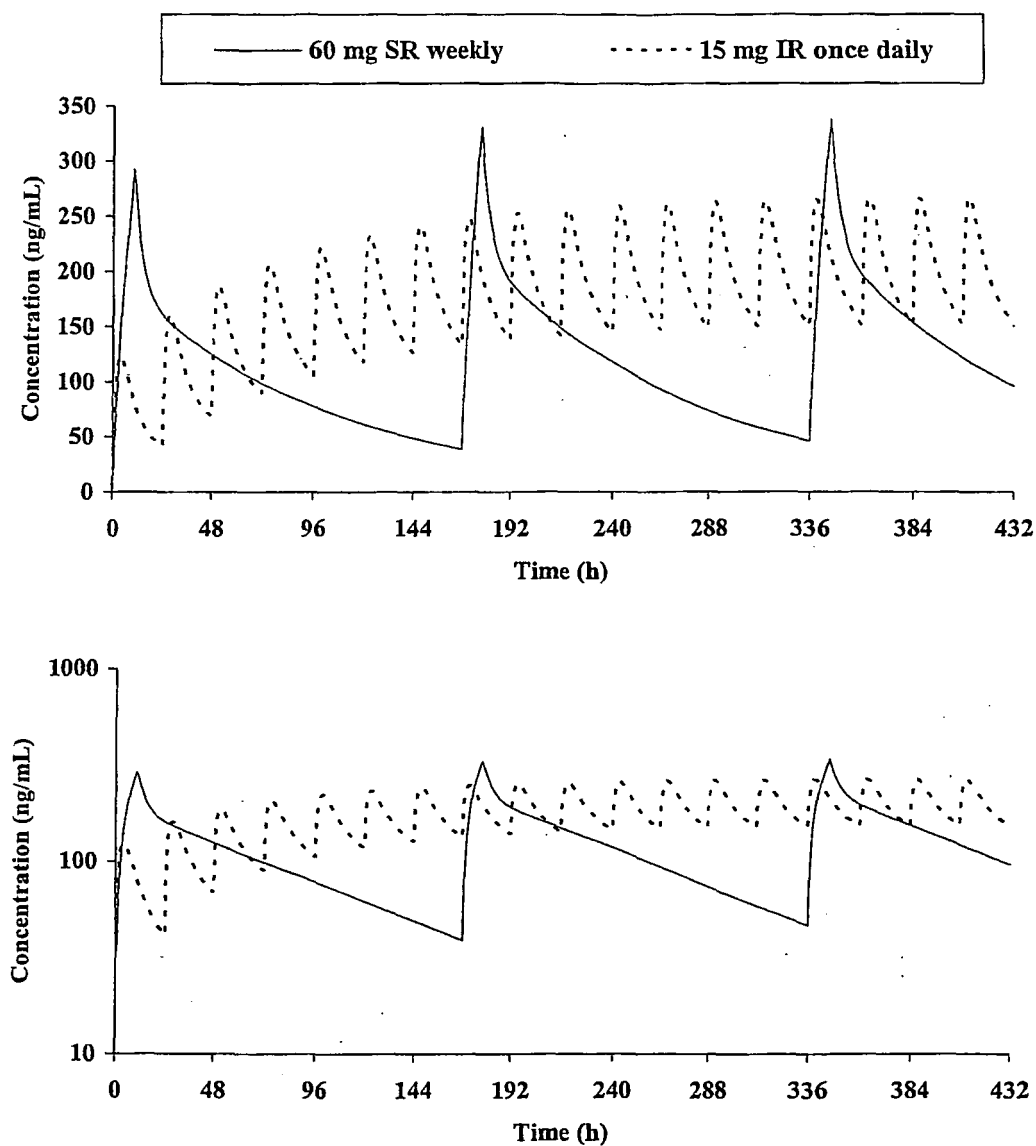 60 mg SR weekly 15 mg IR once daily
350
300
250
200
150
100
50
0
Concentration (ng/mL)
0 48 96 144 192 240 288 336 384 432
Time (h)
1000
100
10
Concentration (ng/mL)
0 48 96 144 192 240 288 336 384 432
Time (h)